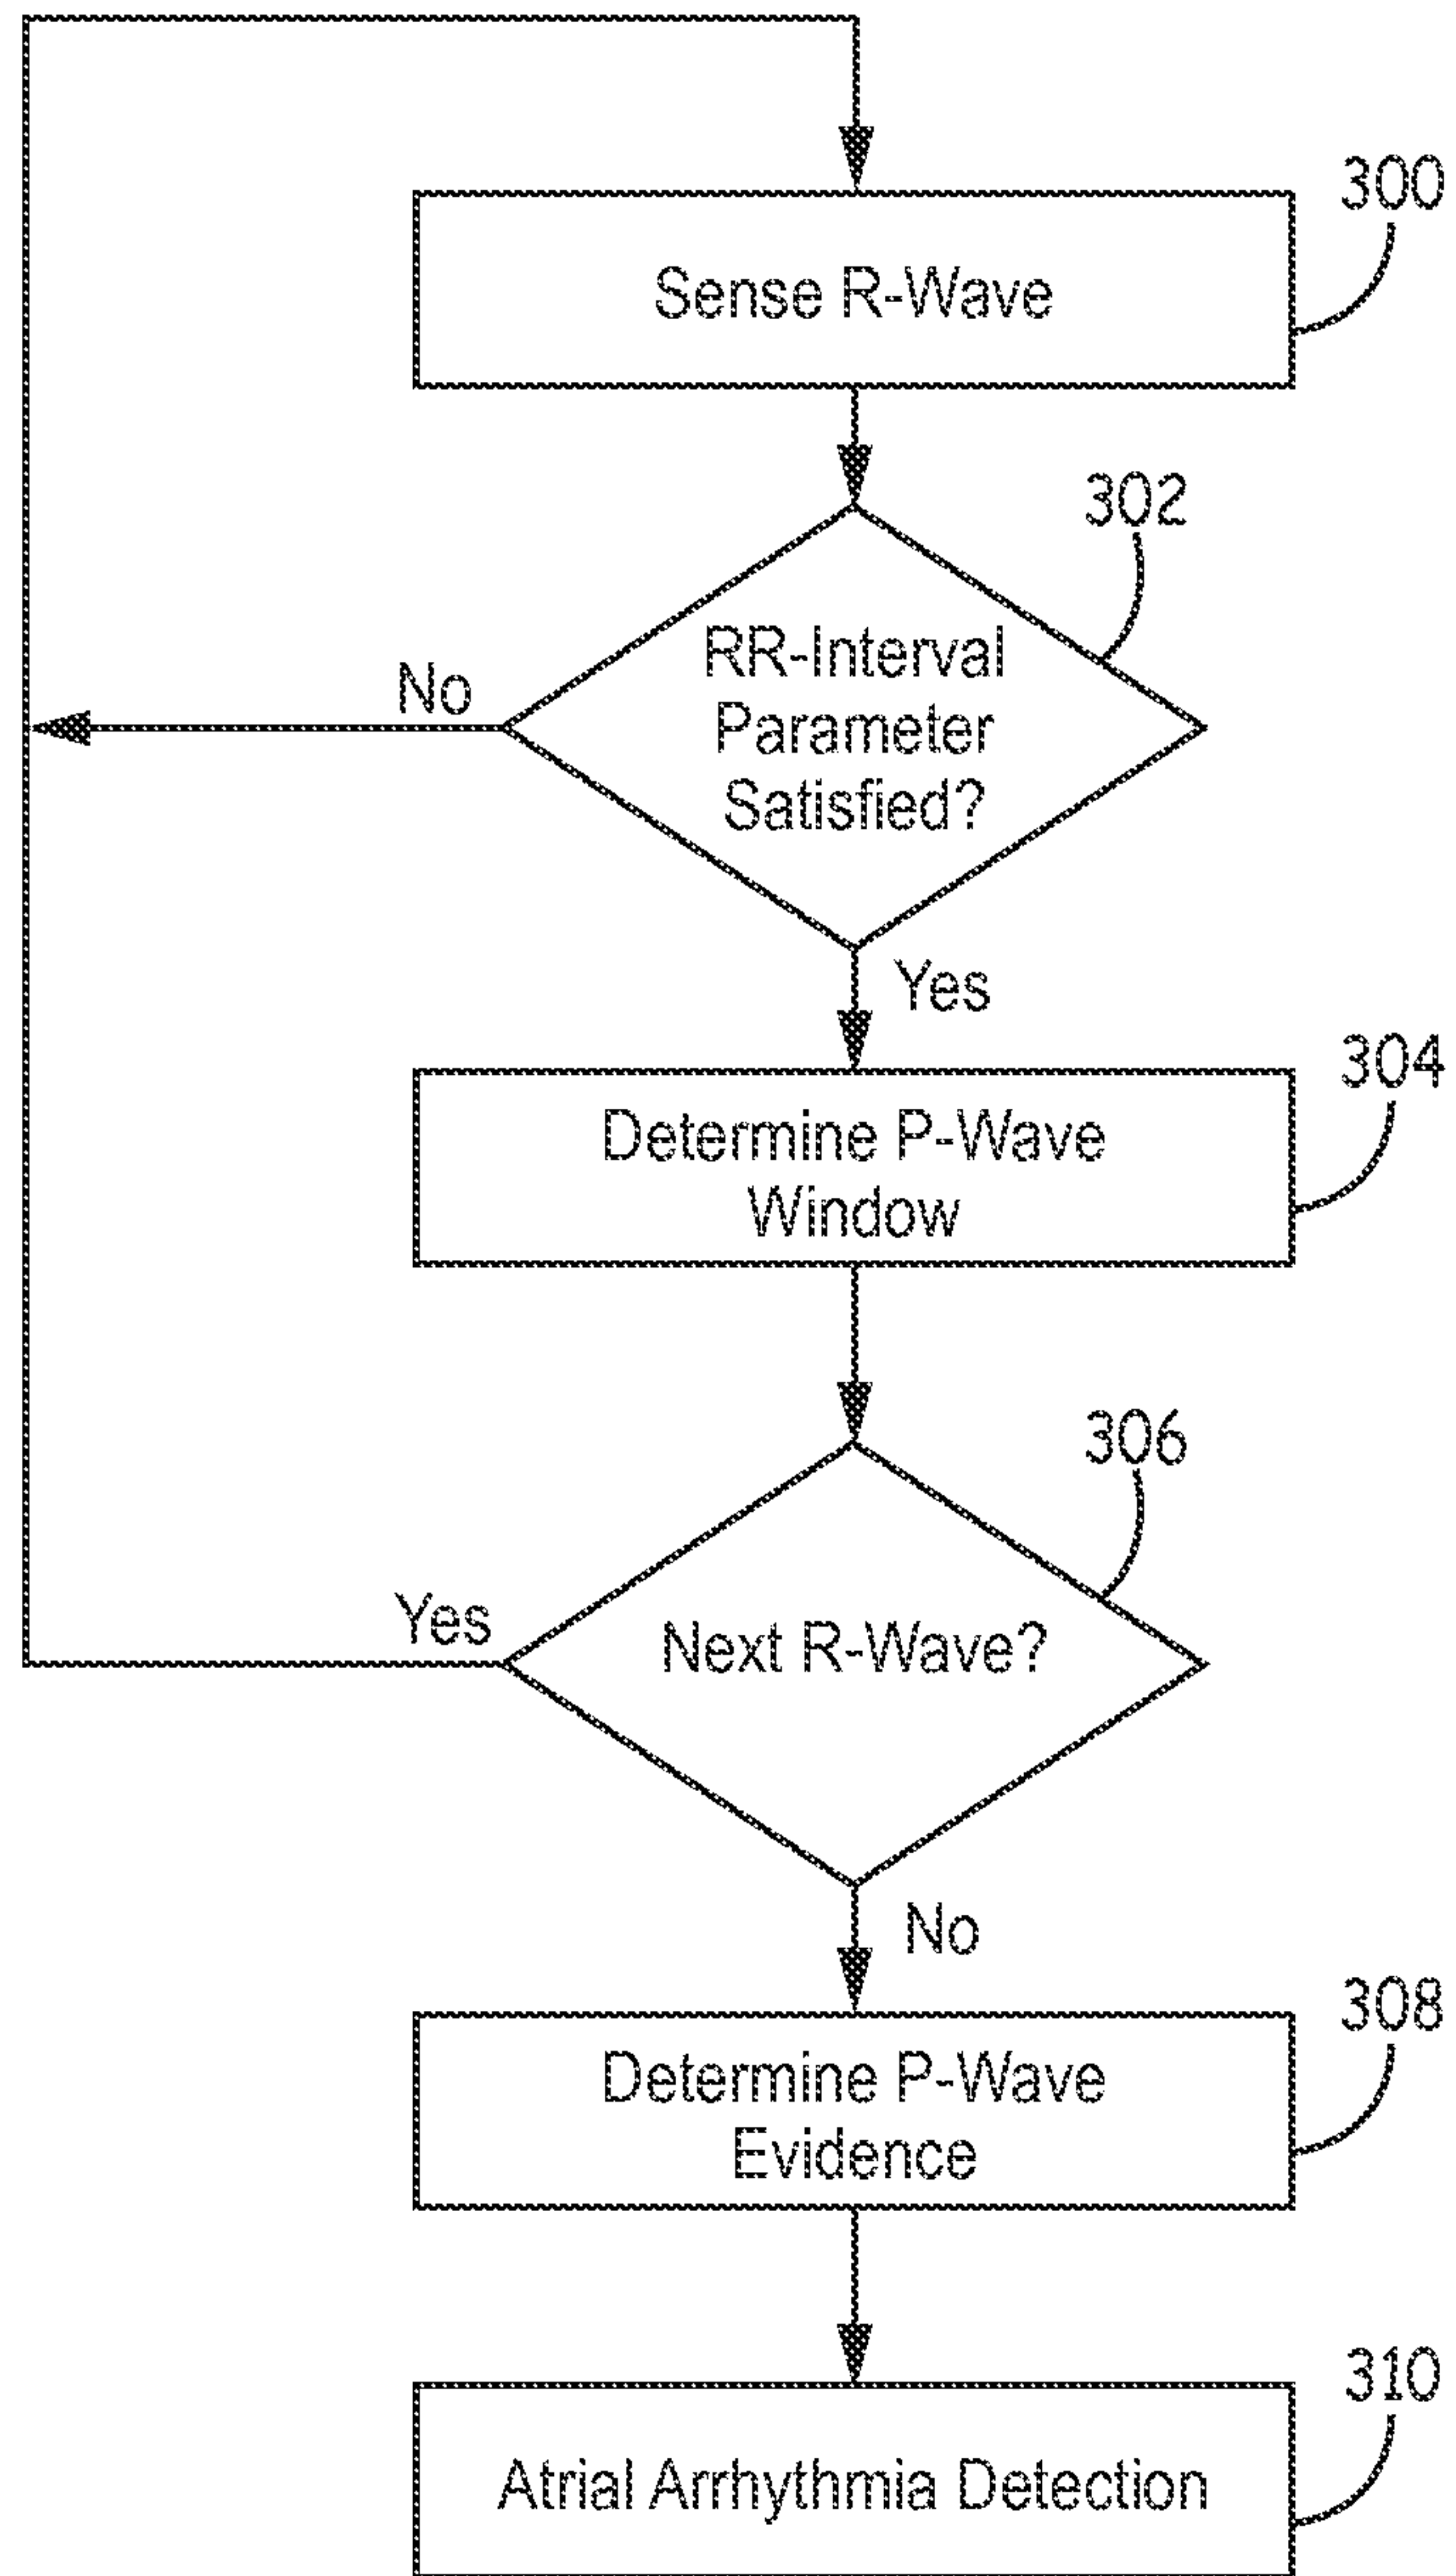 300
Sense R-Wave
302
RR-Interval
Parameter
Satisfied?
No
Yes
304
Determine P-Wave
Window
306
Next R-Wave?
Yes
No
308
Determine P-Wave
Evidence
310
Atrial Arrhythmia Detection